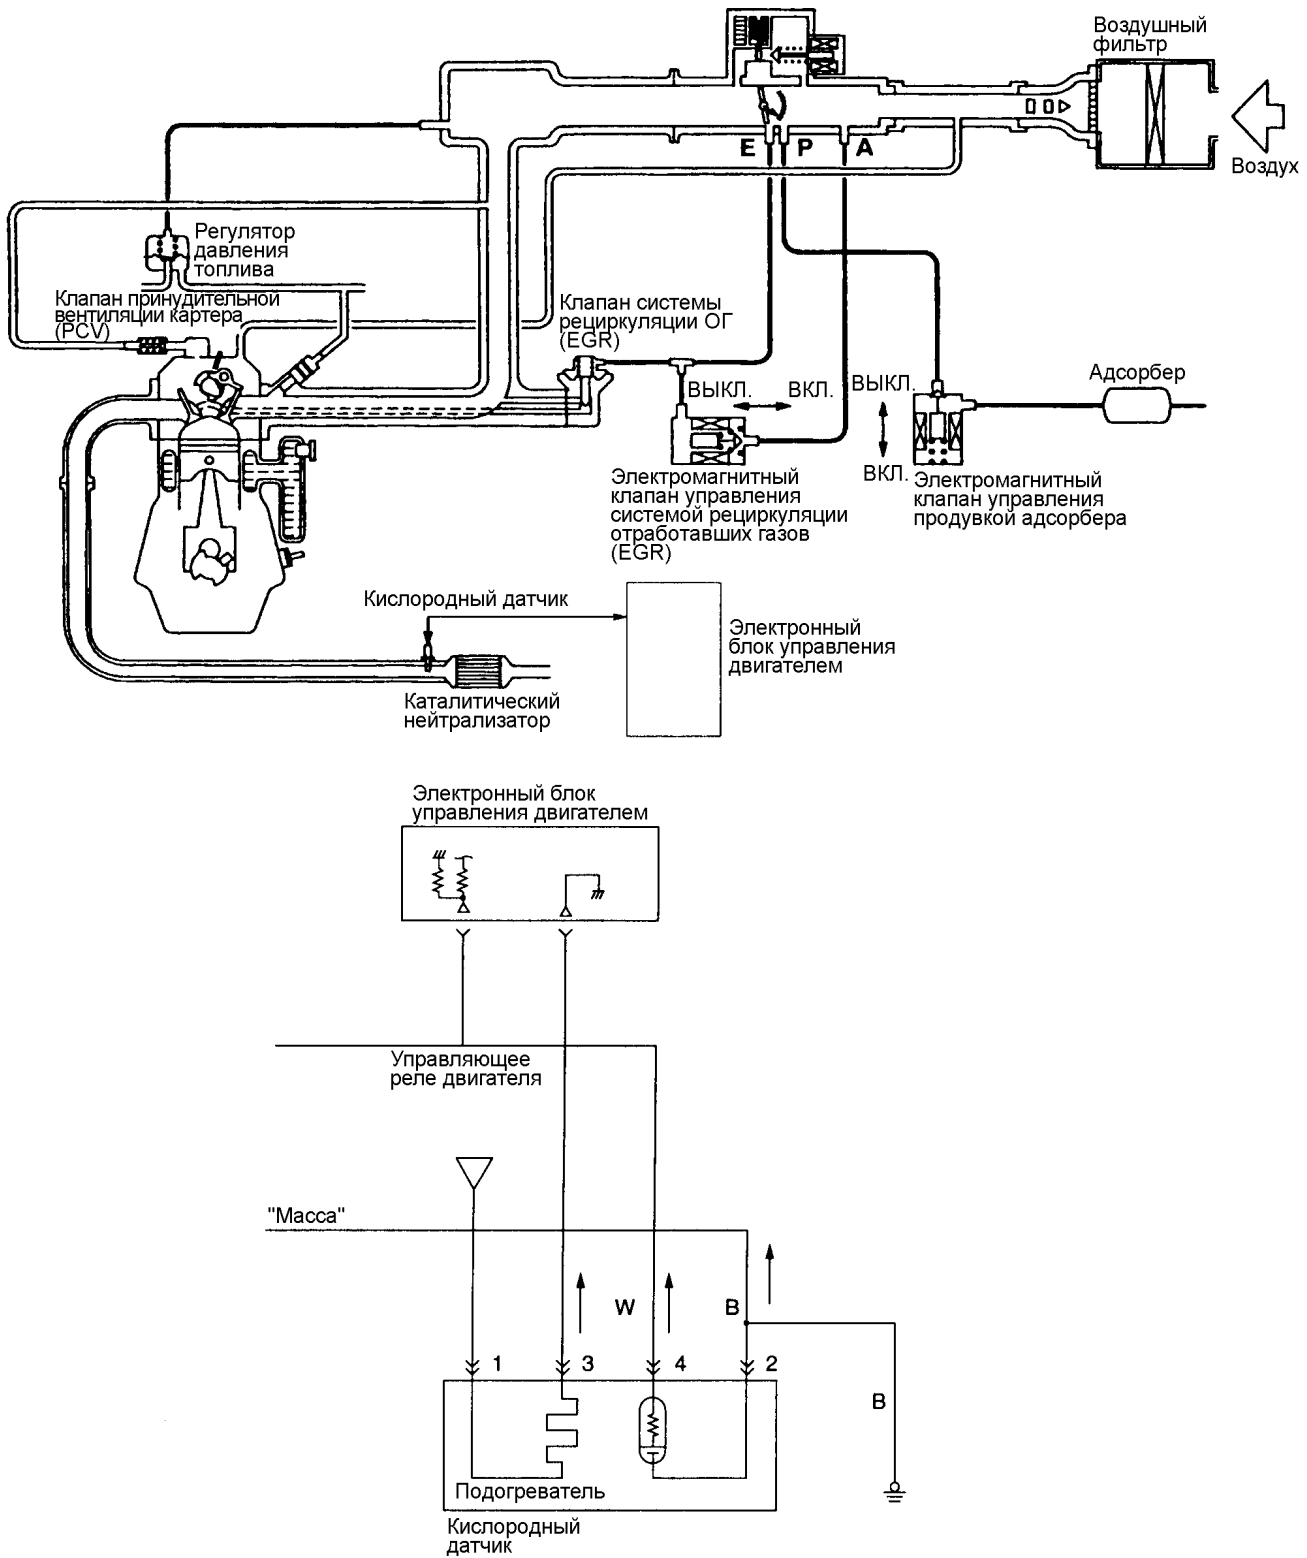 Воздушный
фильтр
Воздух
E
P
A
Регулятор
давления
топлива
Клапан принудительной
вентиляции картера
(PCV)
Клапан системы
рециркуляции ОГ
(EGR)
ВЫКЛ.
ВКЛ.
ВЫКЛ.
ВКЛ.
Адсорбер
Электромагнитный
клапан управления
системой рециркуляции
отработавших газов
(EGR)
Электромагнитный
клапан управления
продувкой адсорбера
Кислородный датчик
Электронный
блок управления
двигателем
Каталитический
нейтрализатор
Электронный блок
управления двигателем
Управляющее
реле двигателя
"Масса"
W
B
1
3
4
2
B
Подогреватель
Кислородный
датчик